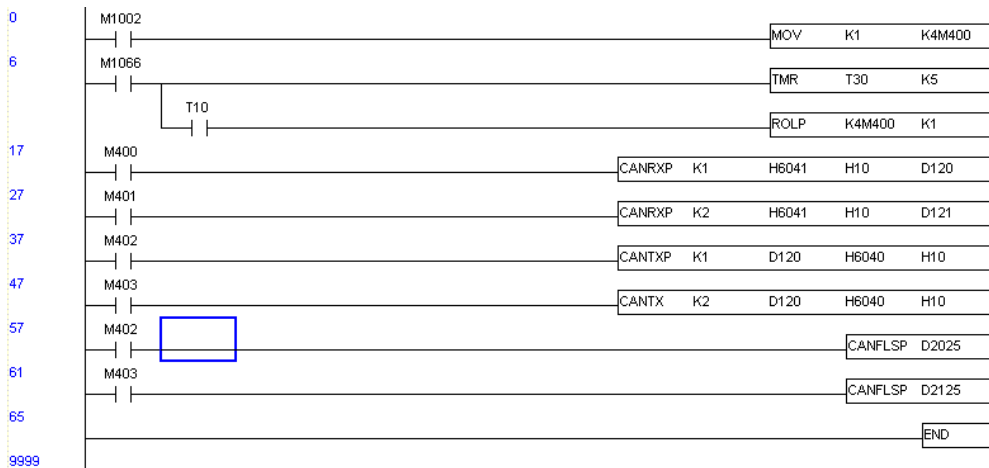 0 M1002 MOV K1 K4M400
6 M1066 TMR T30 K5
T10 ROLP K4M400 K1
17 M400 CANRXP K1 H6041 H10 D120
27 M401 CANRXP K2 H6041 H10 D121
37 M402 CANTXP K1 D120 H6040 H10
47 M403 CANTX K2 D120 H6040 H10
57 M402 CANFLSP D2025
61 M403 CANFLSP D2125
65 END
9999